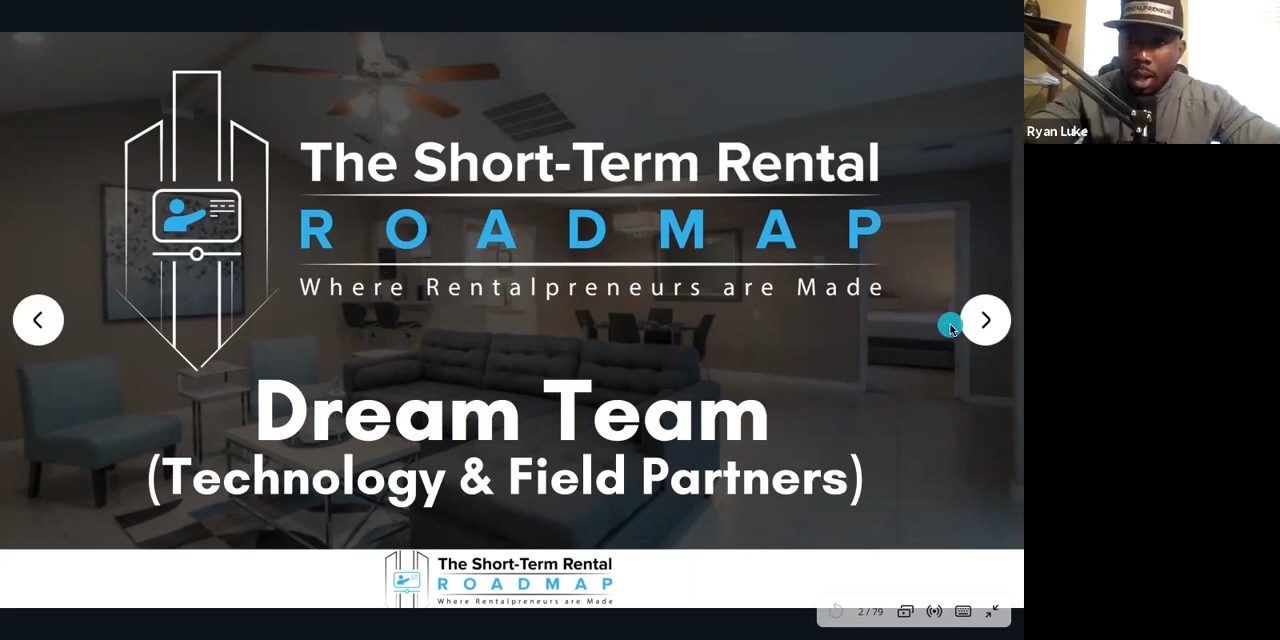 The Short-Term Rental
ROADMAP
Where Rentalpreneurs are Made
Dream Team
(Technology & Field Partners)
The Short-Term Rental
ROADMAP
Where Rentalpreneurs are Made
2 / 79
Ryan Luke